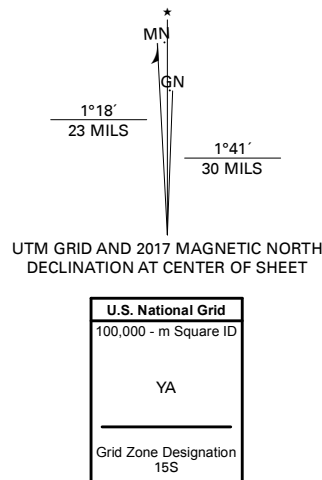 ★
MN
GN
1°18´
23 MILS
1°41´
30 MILS
UTM GRID AND 2017 MAGNETIC NORTH
DECLINATION AT CENTER OF SHEET
U.S. National Grid
100,000 - m Square ID
YA
Grid Zone Designation
15S